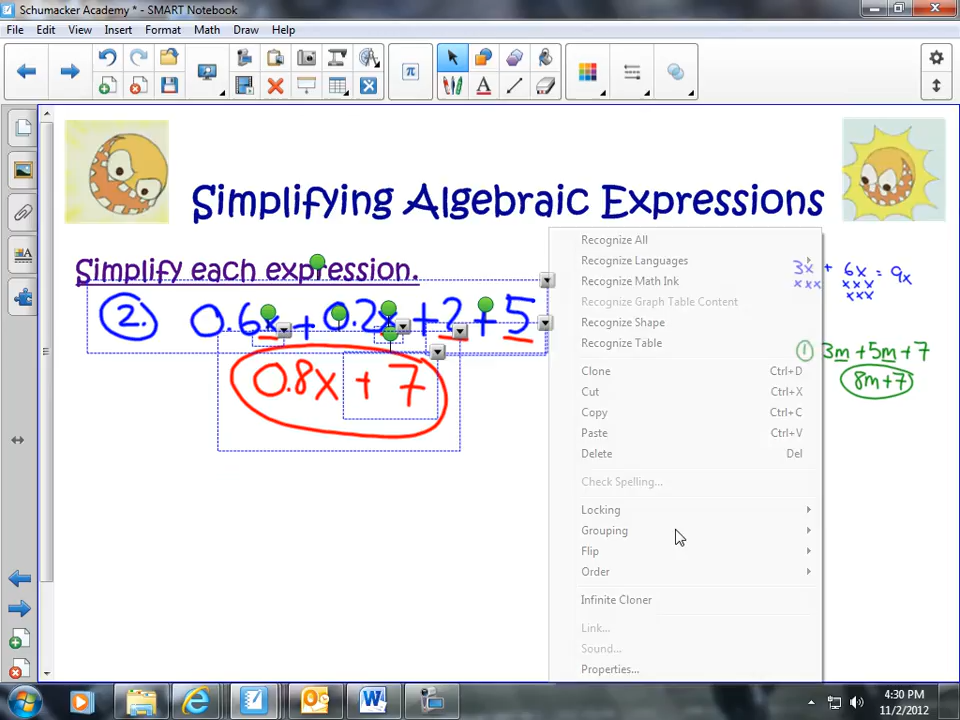 Schumacker Academy * - SMART Notebook
File Edit View Insert Format Math Draw Help
π
A
Simplifying Algebraic Expressions
Simplify each expression.
2. 0.6x + 0.2x + 2 + 5
0.8x + 7
3x + 6x = 9x
xxx xxx
xxx
1 3m + 5m + 7
8m + 7
Recognize All
Recognize Languages
Recognize Math Ink
Recognize Graph Table Content
Recognize Shape
Recognize Table
Clone Ctrl+D
Cut Ctrl+X
Copy Ctrl+C
Paste Ctrl+V
Delete Del
Check Spelling...
Locking
Grouping
Flip
Order
Infinite Cloner
Link...
Sound...
Properties...
4:30 PM
11/2/2012